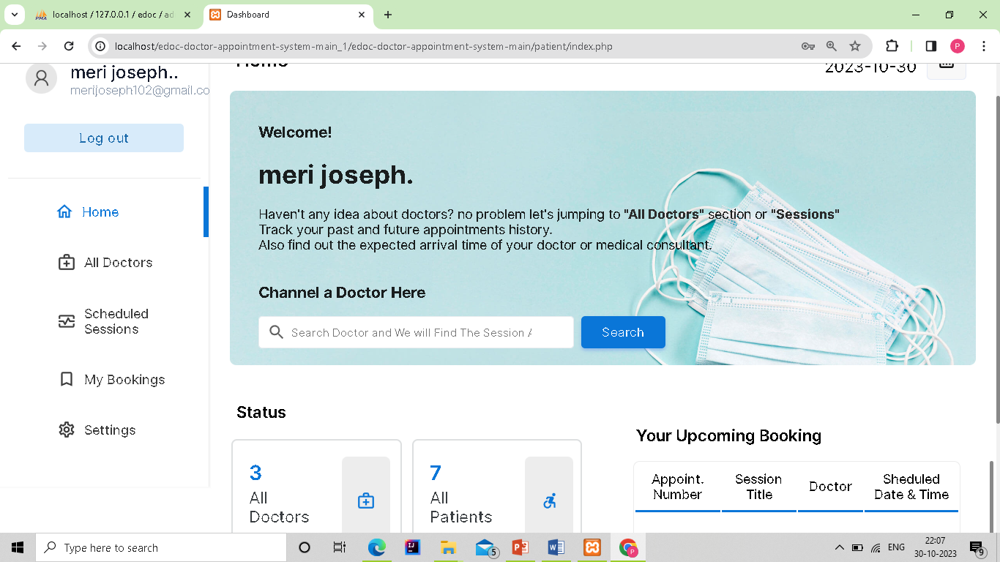 localhost / 127.0.0.1 / edoc / ad
Dashboard
localhost/edoc-doctor-appointment-system-main_1/edoc-doctor-appointment-system-main/patient/index.php
P
meri joseph..
merijoseph102@gmail.co
Log out
Home
All Doctors
Scheduled
Sessions
My Bookings
Settings
Home
2023-10-30
Welcome!
meri joseph.
Haven't any idea about doctors? no problem let's jumping to "All Doctors" section or "Sessions"
Track your past and future appointments history.
Also find out the expected arrival time of your doctor or medical consultant.
Channel a Doctor Here
Search Doctor and We will Find The Session A
Search
Status
3
All
Doctors
7
All
Patients
Your Upcoming Booking
Appoint.
Number
Session
Title
Doctor
Sheduled
Date & Time
Type here to search
5
P
ENG
22:07
30-10-2023
9